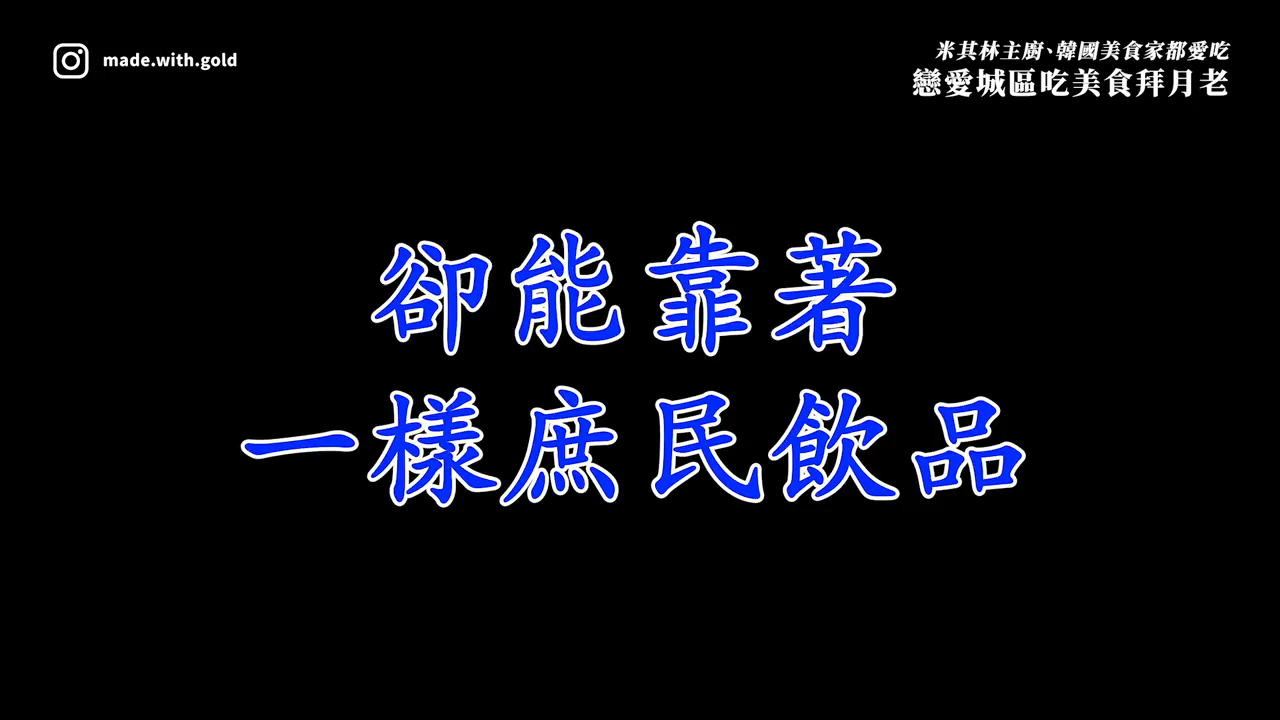 made.with.gold
米其林主廚、韓國美食家都愛吃
戀愛城區吃美食拜月老
卻能靠著
一樣庶民飲品